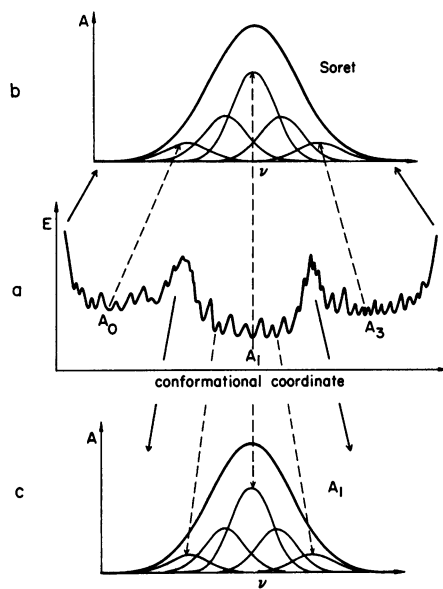 A
Soret
b
ν
E
a
A0
A1
A3
conformational coordinate
A
A1
c
ν